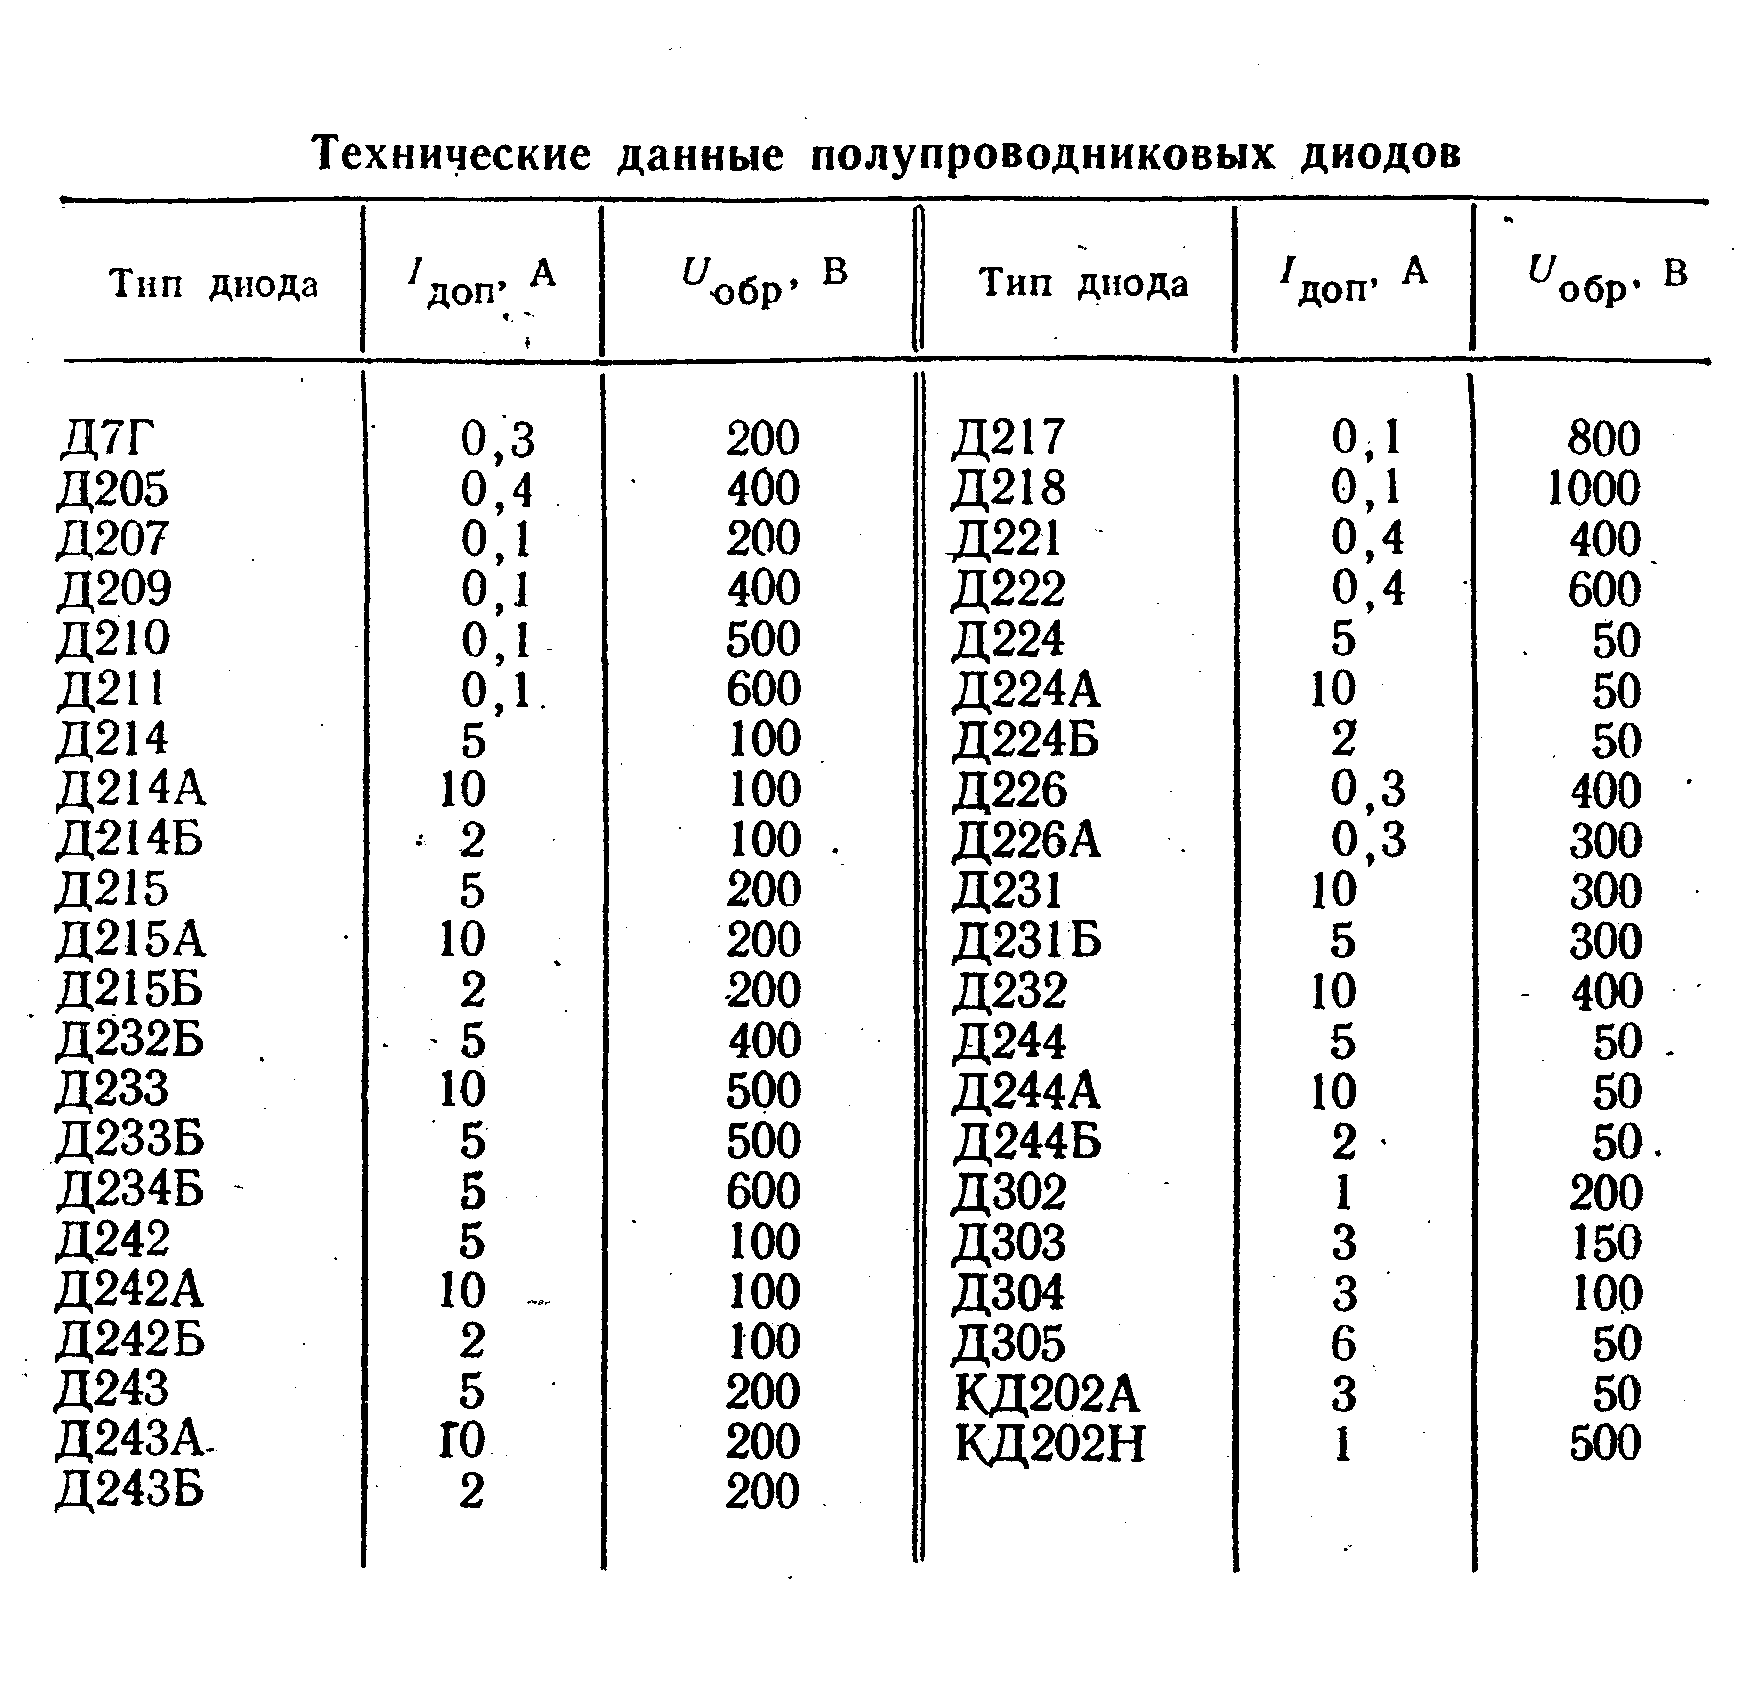 Технические данные полупроводниковых диодов
Тип диода Iдоп, А Uобр, В Тип диода Iдоп, А Uобр, В
Д7Г 0,3 200 Д217 0,1 800
Д205 0,4 400 Д218 0,1 1000
Д207 0,1 200 Д221 0,4 400
Д209 0,1 400 Д222 0,4 600
Д210 0,1 500 Д224 5 50
Д211 0,1 600 Д224А 10 50
Д214 5 100 Д224Б 2 50
Д214А 10 100 Д226 0,3 400
Д214Б 2 100 Д226А 0,3 300
Д215 5 200 Д231 10 300
Д215А 10 200 Д231Б 5 300
Д215Б 2 200 Д232 10 400
Д232Б 5 400 Д244 5 50
Д233 10 500 Д244А 10 50
Д233Б 5 500 Д244Б 2 50
Д234Б 5 600 Д302 1 200
Д242 5 100 Д303 3 150
Д242А 10 100 Д304 3 100
Д242Б 2 100 Д305 6 50
Д243 5 200 КД202А 3 50
Д243А 10 200 КД202Н 1 500
Д243Б 2 200